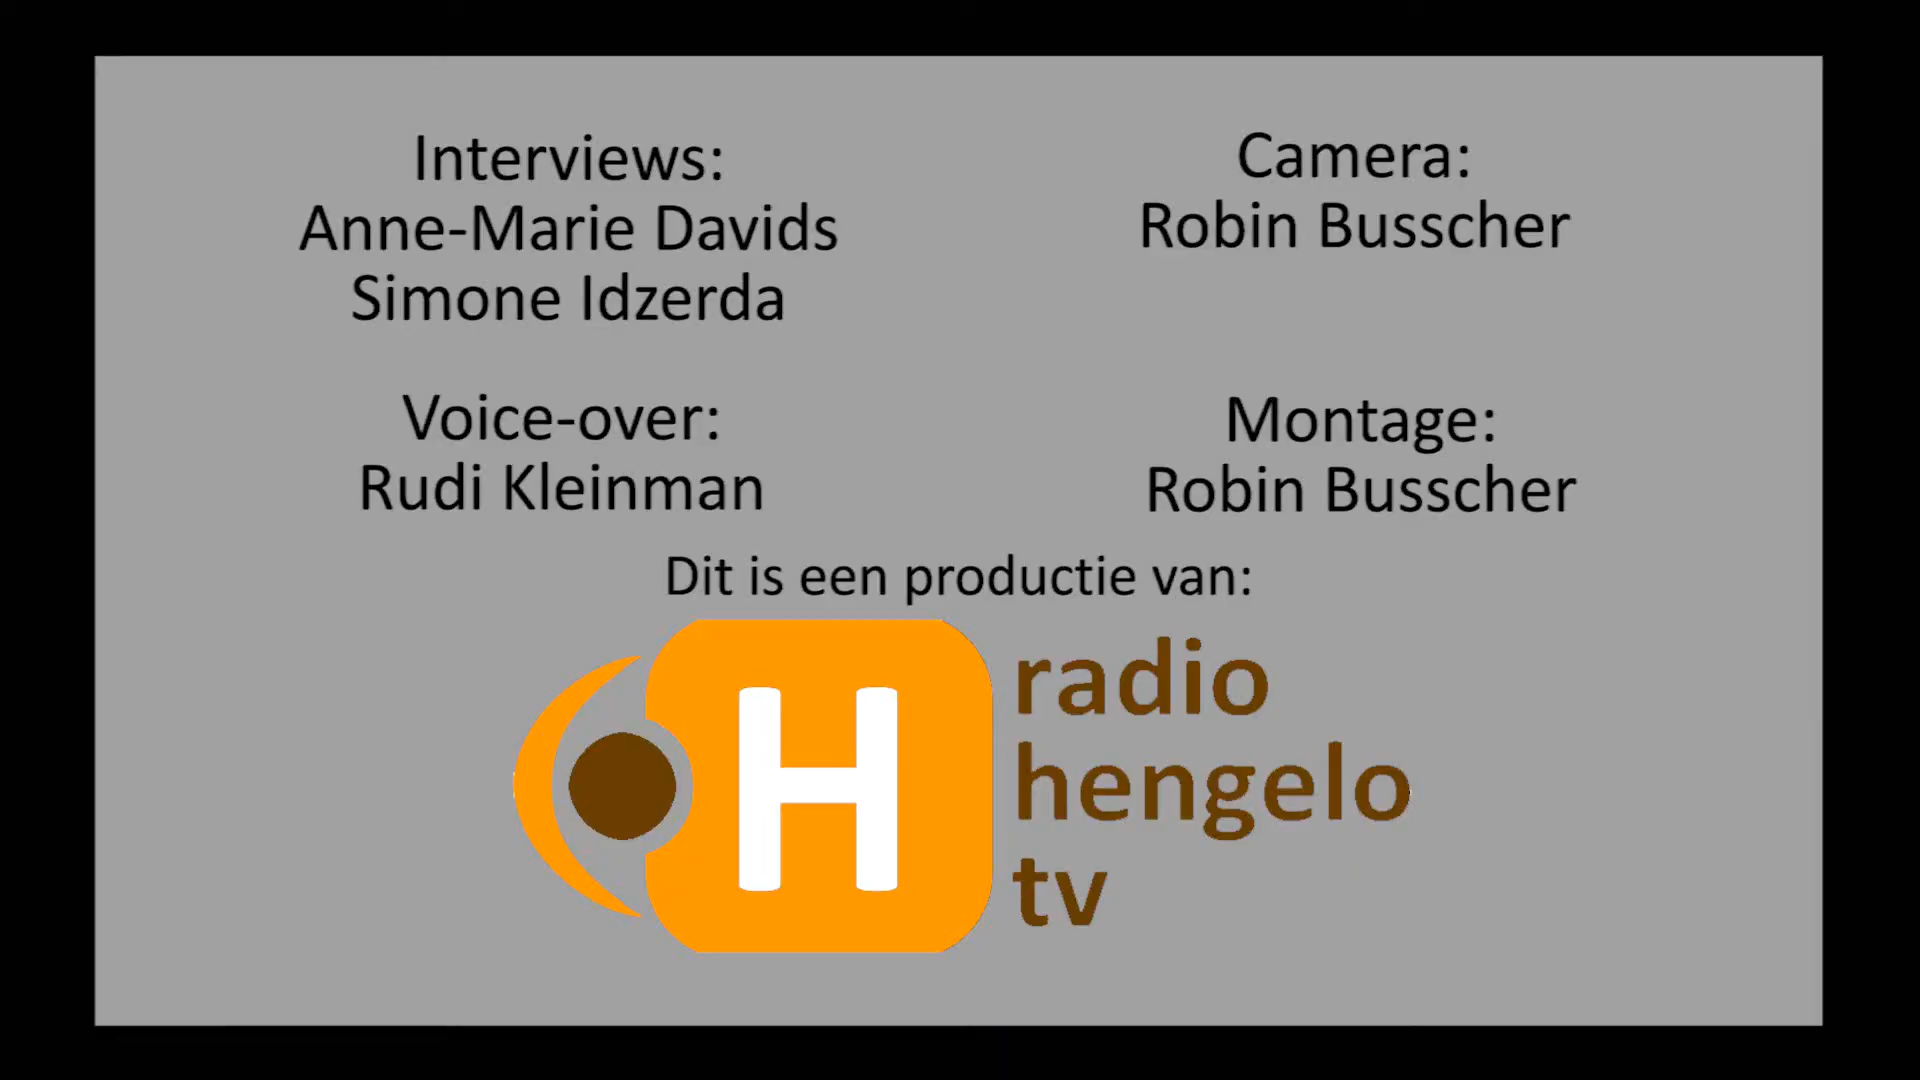 Interviews:
Anne-Marie Davids
Simone Idzerda
Camera:
Robin Busscher
Voice-over:
Rudi Kleinman
Montage:
Robin Busscher
Dit is een productie van:
H
radio
hengelo
tv